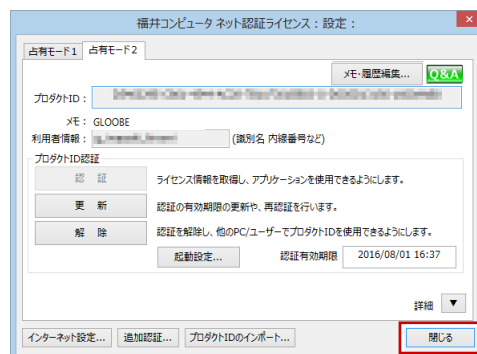 福井コンピュータ ネット認証ライセンス：設定：
占有モード1 占有モード2
メモ・履歴編集... Q&A
プロダクトID：
メモ： GLOOBE
利用者情報： (識別名 内線番号など)
プロダクトID認証
認 証 ライセンス情報を取得し、アプリケーションを使用できるようにします。
更 新 認証の有効期限の更新や、再認証を行います。
解 除 認証を解除し、他のPC/ユーザーでプロダクトIDを使用できるようにします。
起動設定... 認証有効期限 2016/08/01 16:37
詳細 ▼
インターネット設定... 追加認証... プロダクトIDのインポート... 閉じる